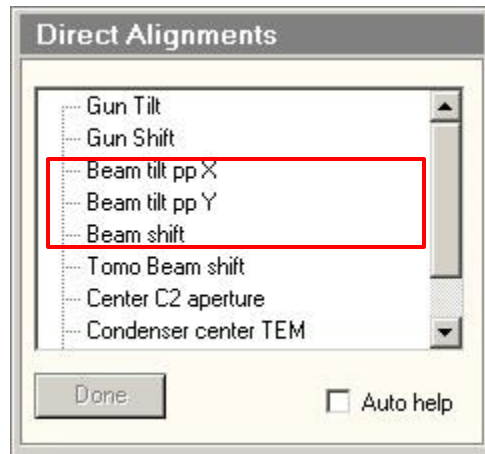 Direct Alignments
Gun Tilt
Gun Shift
Beam tilt pp X
Beam tilt pp Y
Beam shift
Tomo Beam shift
Center C2 aperture
Condenser center TEM
Done
Auto help